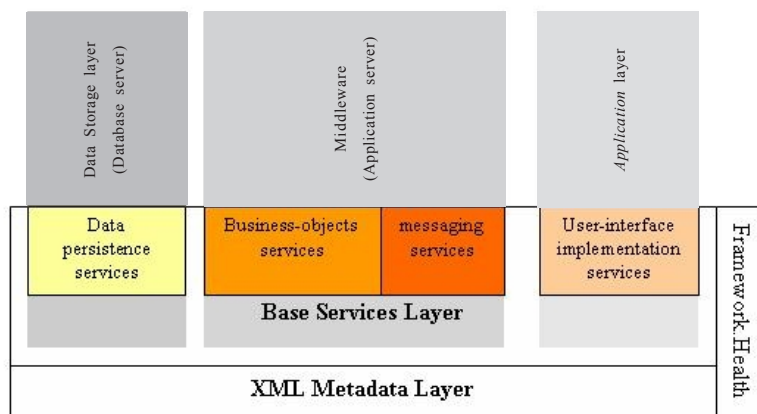 Data Storage layer
(Database server)
Middleware
(Application server)
Application layer
Data
persistence
services
Business-objects
services
messaging
services
User-interface
implementation
services
Base Services Layer
XML Metadata Layer
Framework.Health